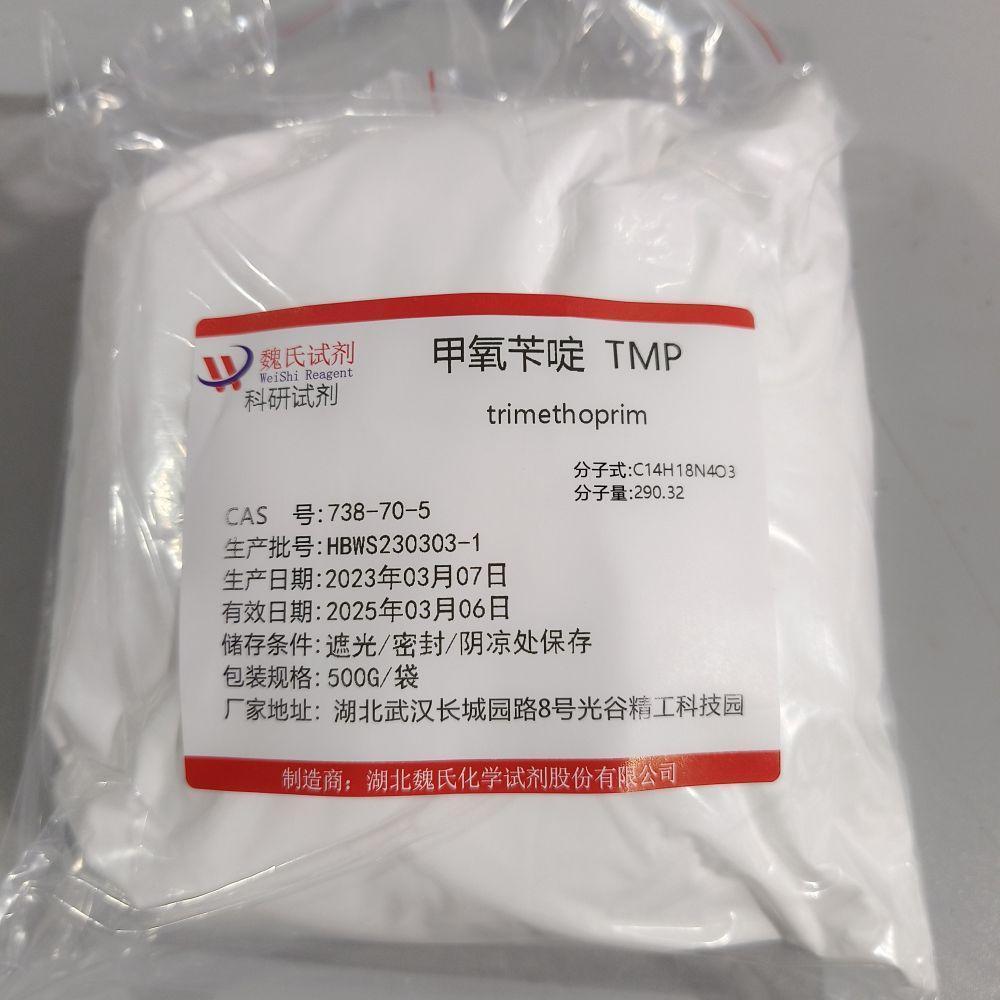 魏氏试剂
WeiShi Reagent
科研试剂
甲氧苄啶 TMP
trimethoprim
分子式:C14H18N4O3
分子量:290.32
CAS 号:738-70-5
生产批号:HBWS230303-1
生产日期:2023年03月07日
有效日期:2025年03月06日
储存条件:遮光/密封/阴凉处保存
包装规格:500G/袋
厂家地址: 湖北武汉长城园路8号光谷精工科技园
制造商: 湖北魏氏化学试剂股份有限公司